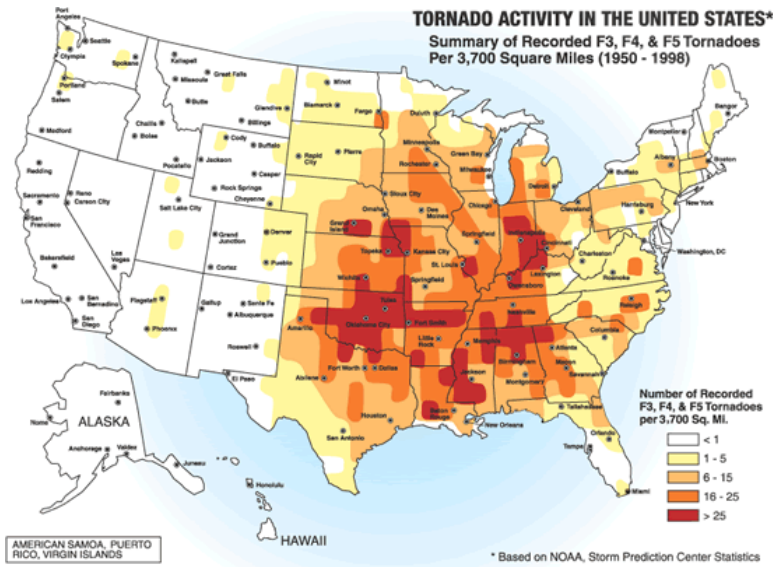 TORNADO ACTIVITY IN THE UNITED STATES*
Summary of Recorded F3, F4, & F5 Tornadoes
Per 3,700 Square Miles (1950 - 1998)
Port
Angeles
Seattle
Olympia
Spokane
Portland
Salem
Medford
Kalispell
Missoula
Great Falls
Butte
Glendive
Billings
Challis
Boise
Pocatello
Cody
Buffalo
Jackson
Casper
Rock Springs
Cheyenne
Minot
Bismarck
Fargo
Rapid
City
Pierre
Duluth
Minneapolis
Rochester
Green Bay
Milwaukee
Sioux City
Omaha
Des
Moines
Grand
Island
Chicago
Detroit
Cleveland
Buffalo
Montpelier
Bangor
Albany
Boston
New York
Harrisburg
Washington, DC
Redding
Sacramento
Reno
Carson City
San
Francisco
Bakersfield
Los Angeles
San
Bernadino
San
Diego
Las
Vegas
Salt Lake City
Grand
Junction
Denver
Pueblo
Cortez
Flagstaff
Phoenix
Gallup
Santa Fe
Albuquerque
Roswell
El Paso
Topeka
Kansas City
Wichita
Springfield
St. Louis
Springfield
Indianapolis
Cincinnati
Lexington
Owensboro
Charleston
Roanoke
Raleigh
Nashville
Tulsa
Oklahoma City
Fort Smith
Amarillo
Little
Rock
Memphis
Birmingham
Atlanta
Columbia
Macon
Savannah
Montgomery
Jackson
Abilene
Fort Worth
Dallas
Houston
San Antonio
Baton
Rouge
New Orleans
Tallahassee
Orlando
Tampa
Miami
Fairbanks
Nome
ALASKA
Anchorage
Valdez
Juneau
Honolulu
HAWAII
AMERICAN SAMOA, PUERTO
RICO, VIRGIN ISLANDS
Number of Recorded
F3, F4, & F5 Tornadoes
per 3,700 Sq. Mi.
< 1
1 - 5
6 - 15
16 - 25
> 25
* Based on NOAA, Storm Prediction Center Statistics